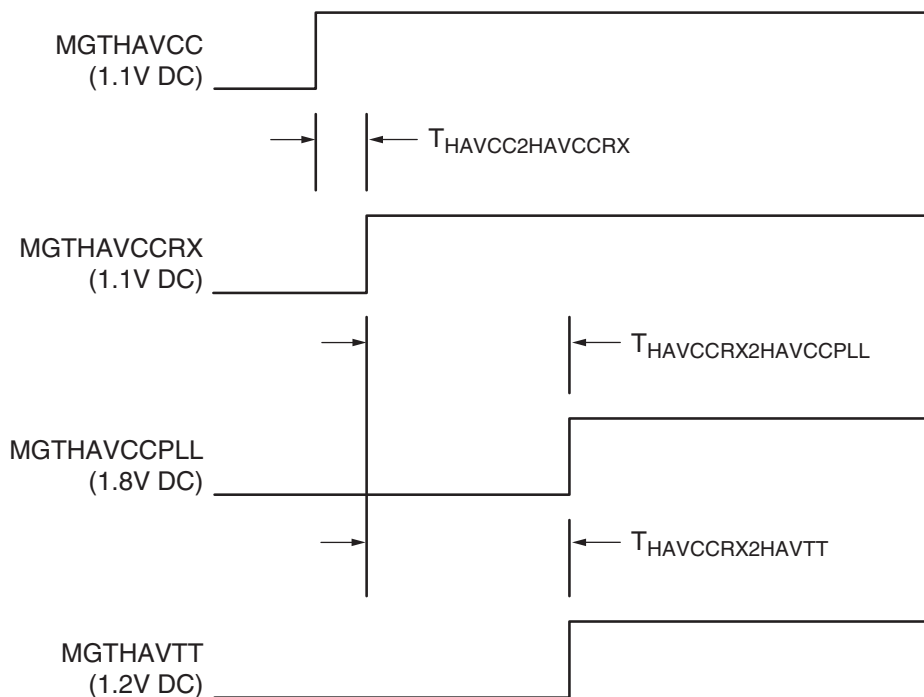 MGTHAVCC
(1.1V DC)
THAVCC2HAVCCRX
MGTHAVCCRX
(1.1V DC)
THAVCCRX2HAVCCPLL
MGTHAVCCPLL
(1.8V DC)
THAVCCRX2HAVTT
MGTHAVTT
(1.2V DC)